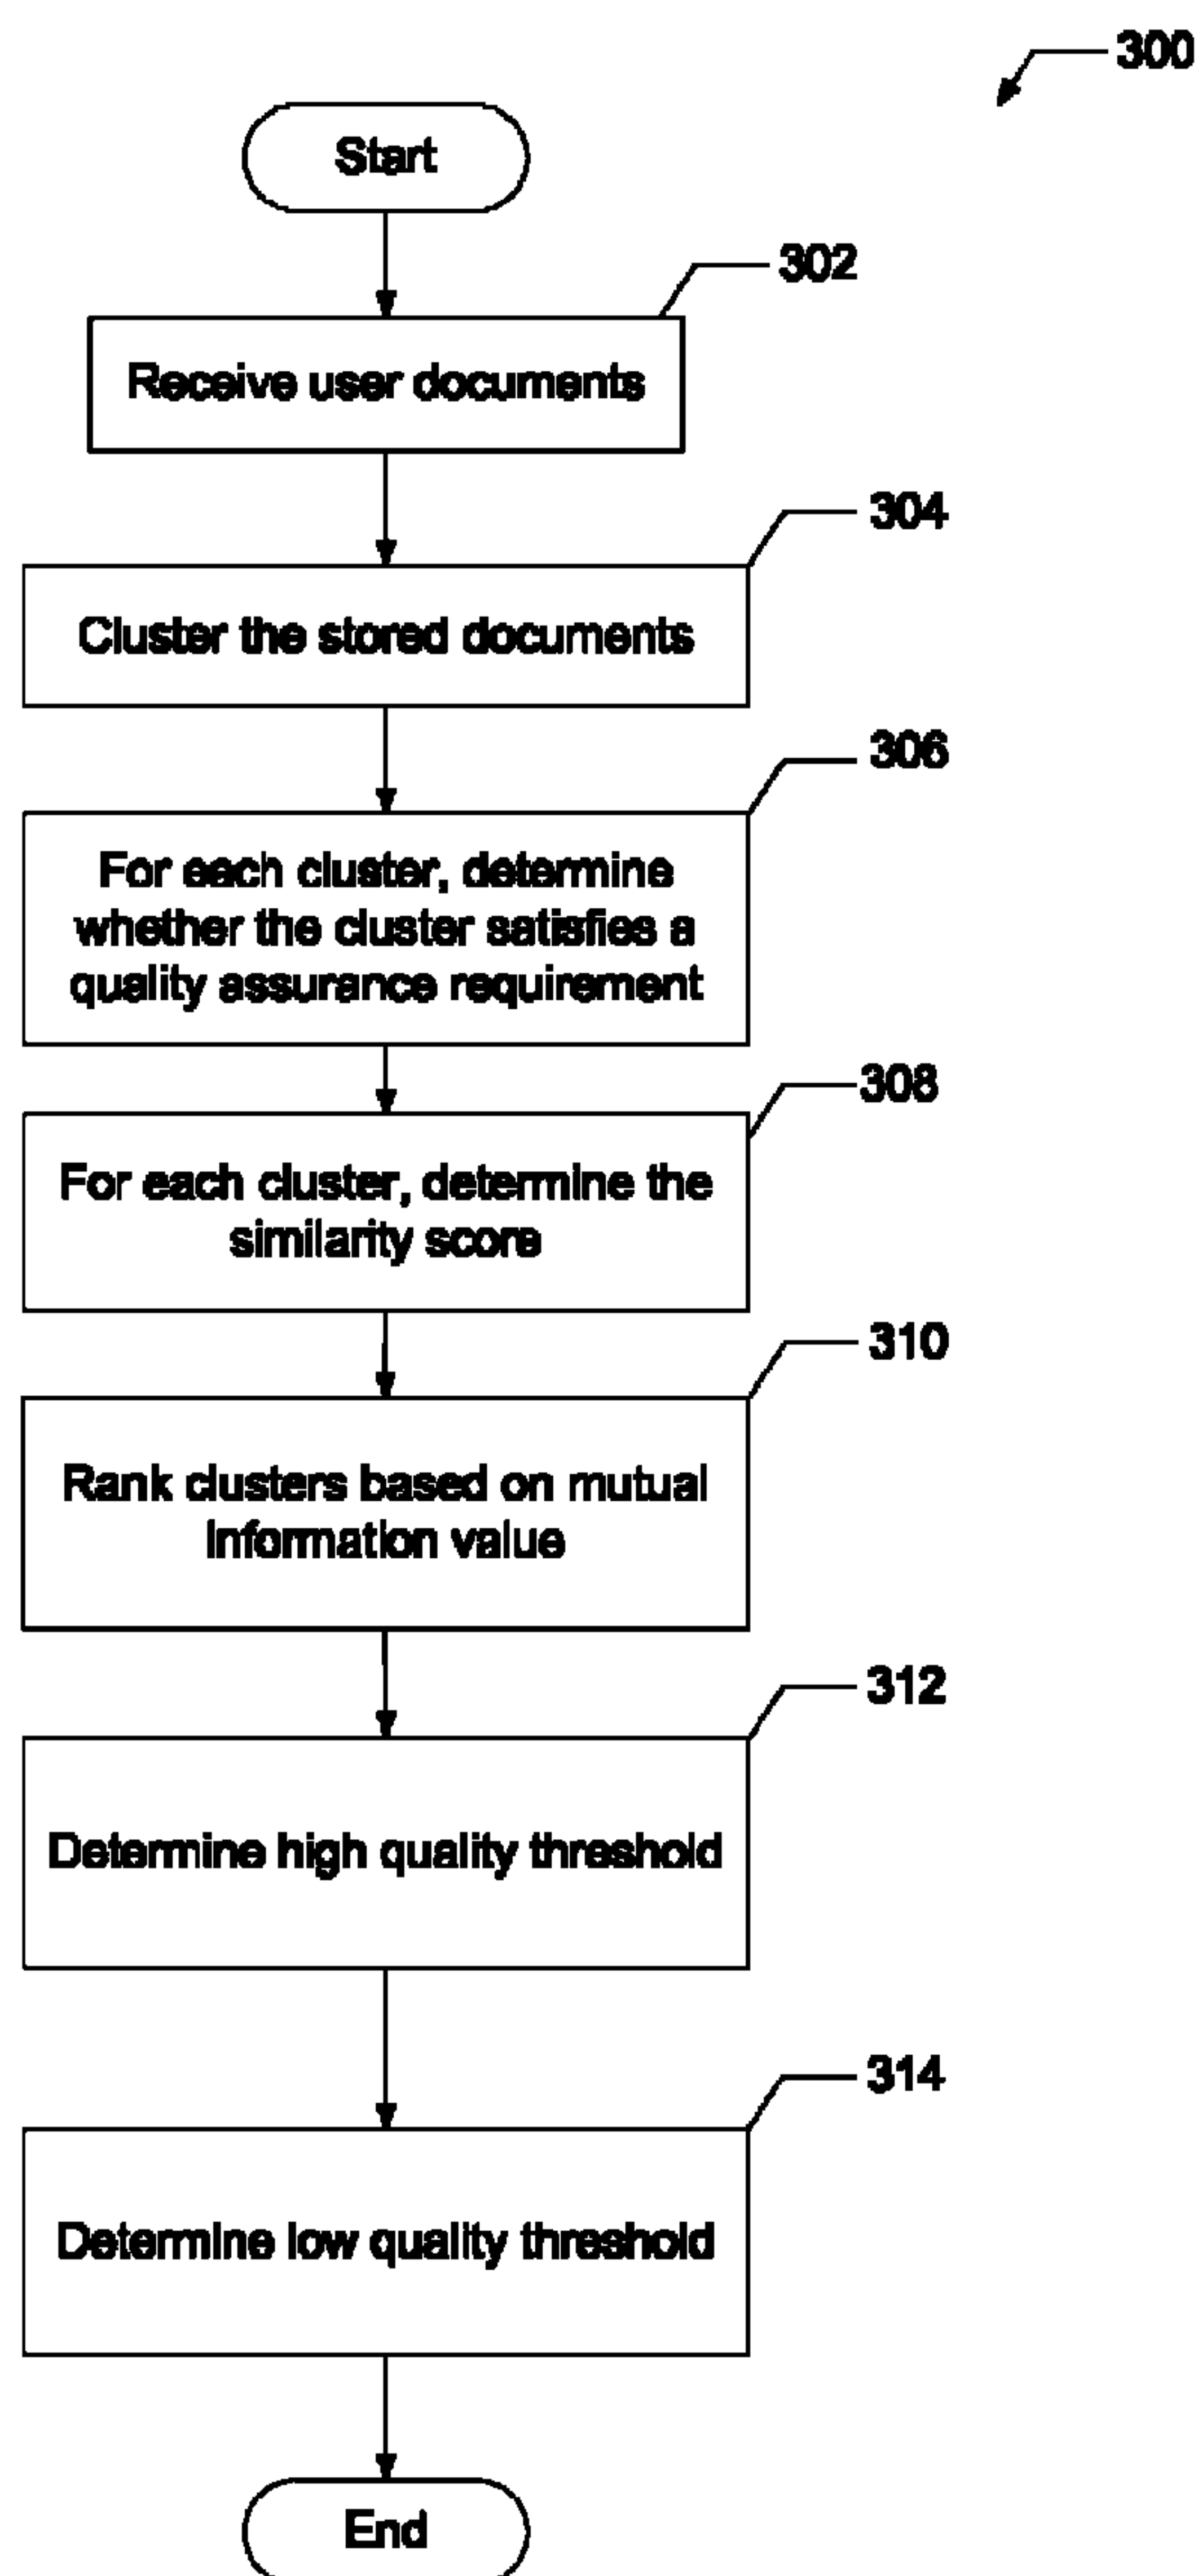 300
Start
302
Receive user documents
304
Cluster the stored documents
306
For each cluster, determine
whether the cluster satisfies a
quality assurance requirement
308
For each cluster, determine the
similarity score
310
Rank clusters based on mutual
information value
312
Determine high quality threshold
314
Determine low quality threshold
End